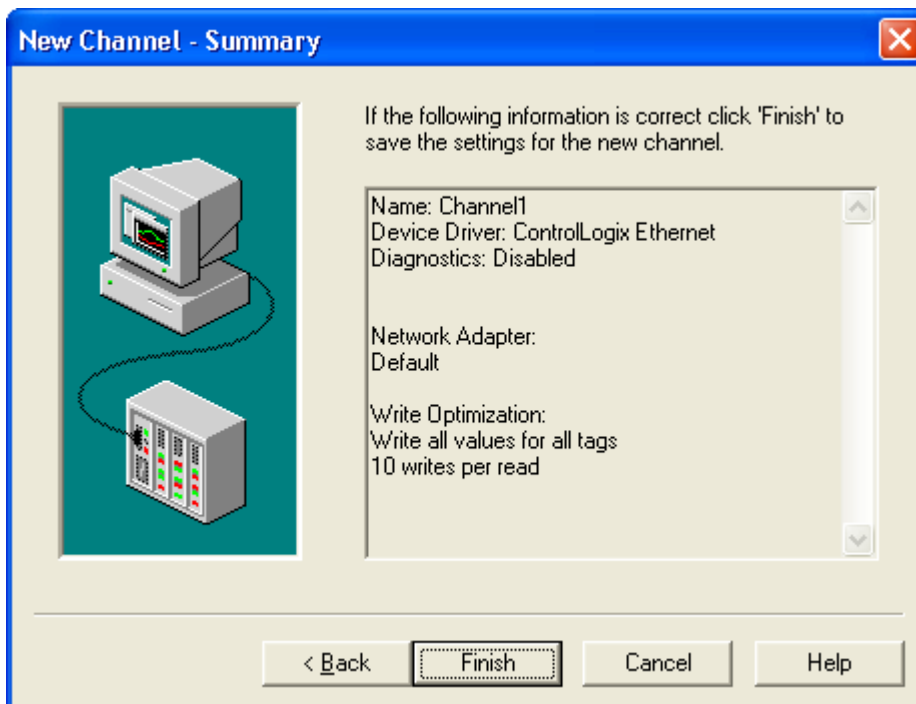 New Channel - Summary
If the following information is correct click 'Finish' to
save the settings for the new channel.
Name: Channel1
Device Driver: ControlLogix Ethernet
Diagnostics: Disabled
Network Adapter:
Default
Write Optimization:
Write all values for all tags
10 writes per read
< Back
Finish
Cancel
Help